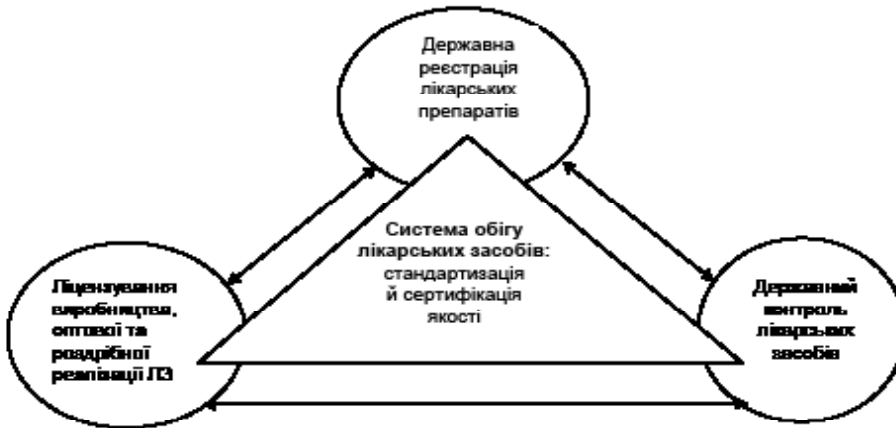 Державна
реєстрація
лікарських
препаратів
Система обігу
лікарських засобів:
стандартизація
й сертифікація
якості
Ліцензування
виробництва,
оптової та
роздрібної
реалізації ЛЗ
Державний
контроль
лікарських
засобів